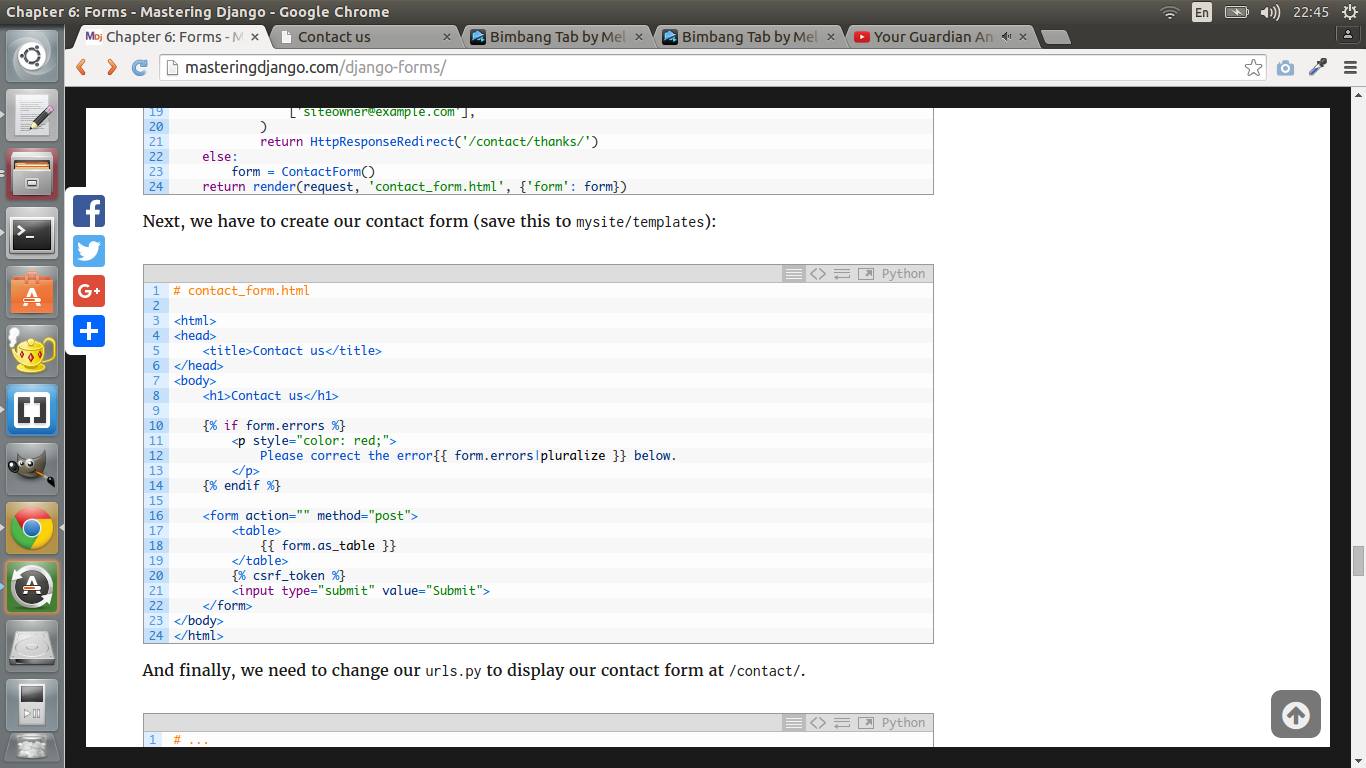 Chapter 6: Forms - Mastering Django - Google Chrome
En
22:45
MDJ Chapter 6: Forms - M
Contact us
Bimbang Tab by Mel
Bimbang Tab by Mel
Your Guardian An
masteringdjango.com/django-forms/
19 ['siteowner@example.com'],
20 )
21 return HttpResponseRedirect('/contact/thanks/')
22 else:
23 form = ContactForm()
24 return render(request, 'contact_form.html', {'form': form})
Next, we have to create our contact form (save this to mysite/templates):
Python
1 # contact_form.html
2
3 <html>
4 <head>
5 <title>Contact us</title>
6 </head>
7 <body>
8 <h1>Contact us</h1>
9
10 {% if form.errors %}
11 <p style="color: red;">
12 Please correct the error{{ form.errors|pluralize }} below.
13 </p>
14 {% endif %}
15
16 <form action="" method="post">
17 <table>
18 {{ form.as_table }}
19 </table>
20 {% csrf_token %}
21 <input type="submit" value="Submit">
22 </form>
23 </body>
24 </html>
And finally, we need to change our urls.py to display our contact form at /contact/.
Python
1 # ...